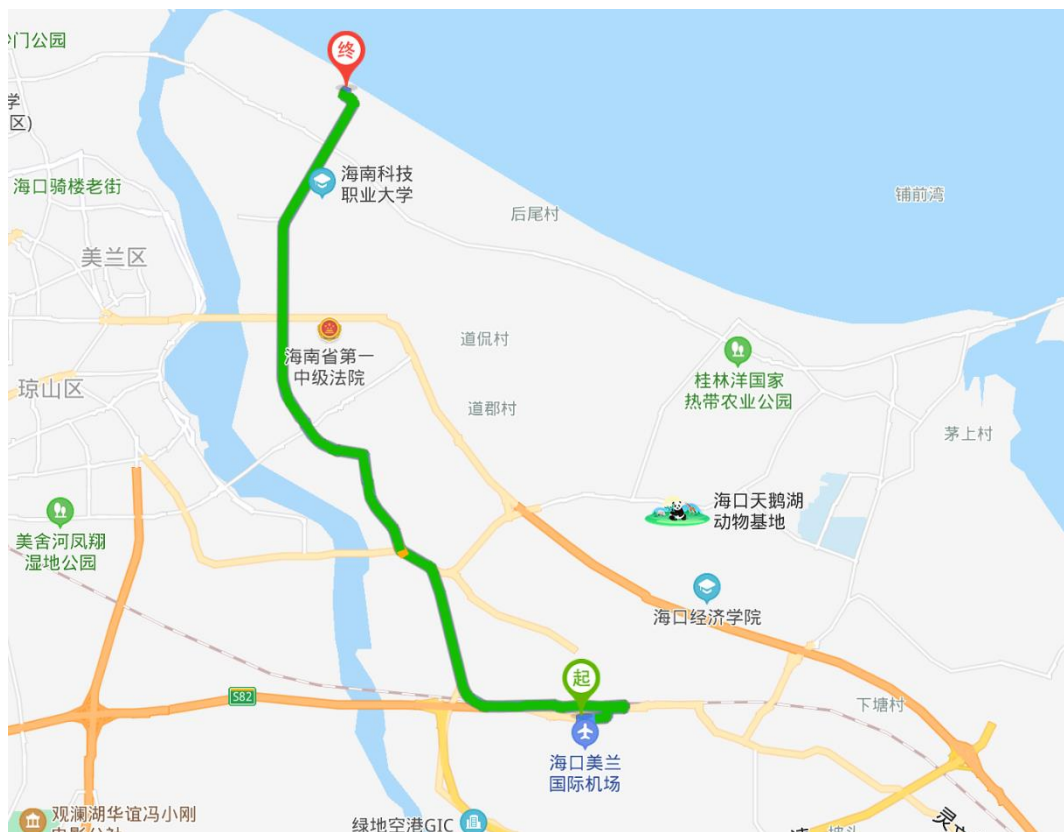 沙门公园
终
学
区)
海南科技
职业大学
海口骑楼老街
铺前湾
后尾村
美兰区
道侃村
海南省第一
中级法院
桂林洋国家
热带农业公园
琼山区
道郡村
茅上村
海口天鹅湖
动物基地
美舍河凤翔
湿地公园
海口经济学院
起
S82
下塘村
海口美兰
国际机场
观澜湖华谊冯小刚
绿地空港GIC